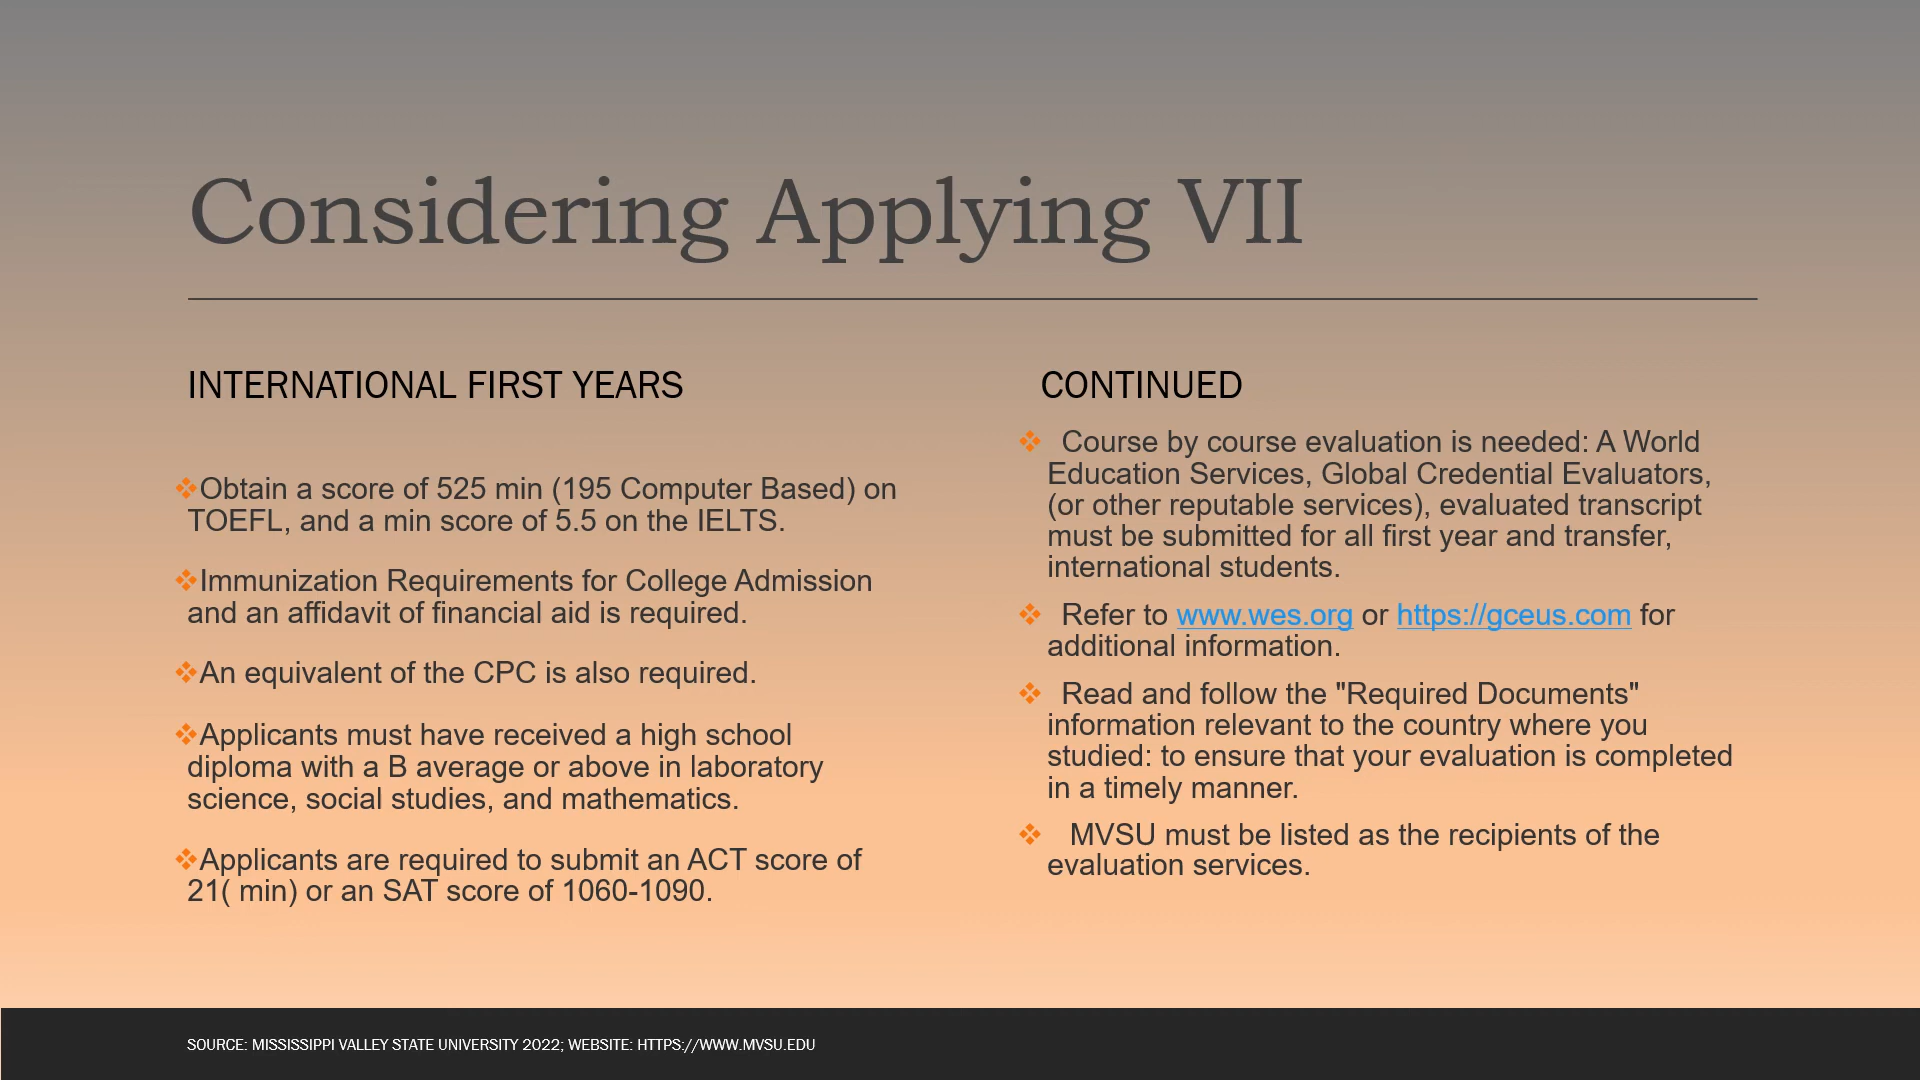 Considering Applying VII
INTERNATIONAL FIRST YEARS
❖Obtain a score of 525 min (195 Computer Based) on
TOEFL, and a min score of 5.5 on the IELTS.
❖Immunization Requirements for College Admission
and an affidavit of financial aid is required.
❖An equivalent of the CPC is also required.
❖Applicants must have received a high school
diploma with a B average or above in laboratory
science, social studies, and mathematics.
❖Applicants are required to submit an ACT score of
21( min) or an SAT score of 1060-1090.
CONTINUED
❖ Course by course evaluation is needed: A World
Education Services, Global Credential Evaluators,
(or other reputable services), evaluated transcript
must be submitted for all first year and transfer,
international students.
❖ Refer to www.wes.org or https://gceus.com for
additional information.
❖ Read and follow the "Required Documents"
information relevant to the country where you
studied: to ensure that your evaluation is completed
in a timely manner.
❖ MVSU must be listed as the recipients of the
evaluation services.
SOURCE: MISSISSIPPI VALLEY STATE UNIVERSITY 2022; WEBSITE: HTTPS://WWW.MVSU.EDU